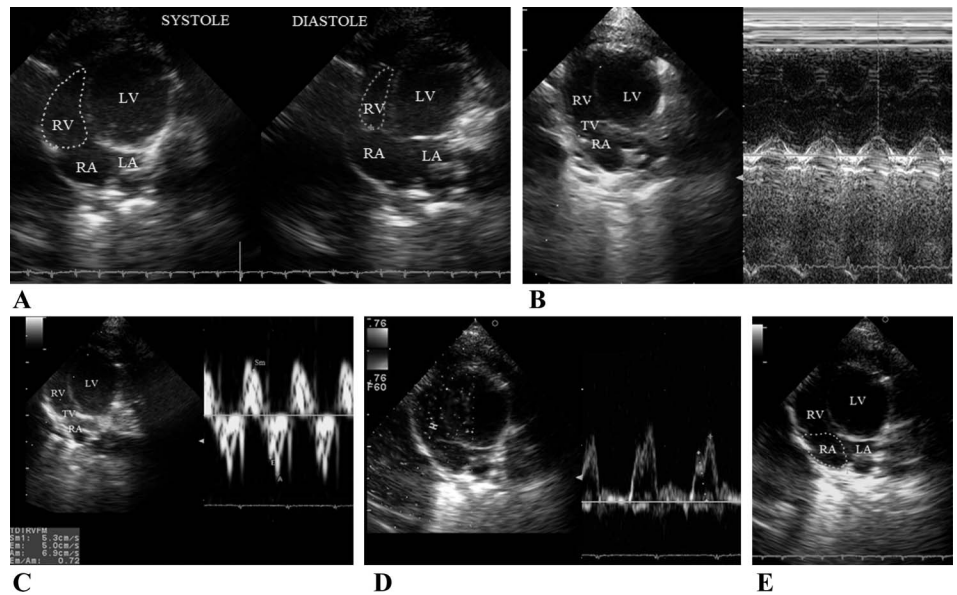 SYSTOLE
DIASTOLE
LV
RV
RA
LA
LV
RV
RA
LA
A
RV
LV
TV
RA
B
LV
RV
TV
RA
Sm
E
A
TDIRVFM
Sm1: 5.3cm/s
Em: 5.0cm/s
Am: 6.9cm/s
Em/Am: 0.72
C
.76
.76
F60
D
LV
RV
RA
LA
E